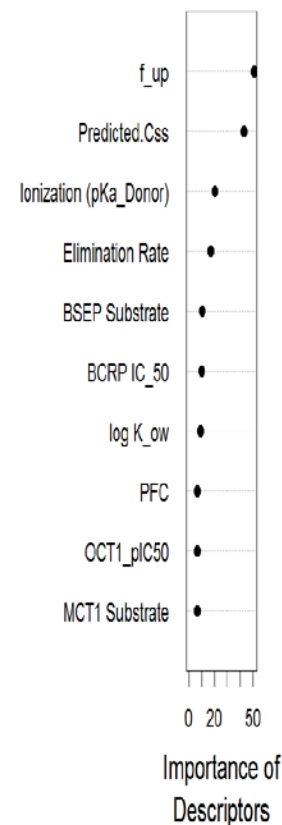 f_up
Predicted.Css
Ionization (pKa_Donor)
Elimination Rate
BSEP Substrate
BCRP IC_50
log K_ow
PFC
OCT1_pIC50
MCT1 Substrate
0 20 50
Importance of
Descriptors